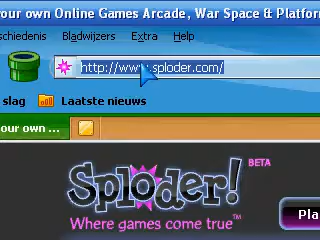 our own Online Games Arcade, War Space & Platfor
schiedenis Bladwijzers Extra Help
http://www.sploder.com/
slag Laatste nieuws
our own ...
Sploder! BETA
Where games come true™
Pla